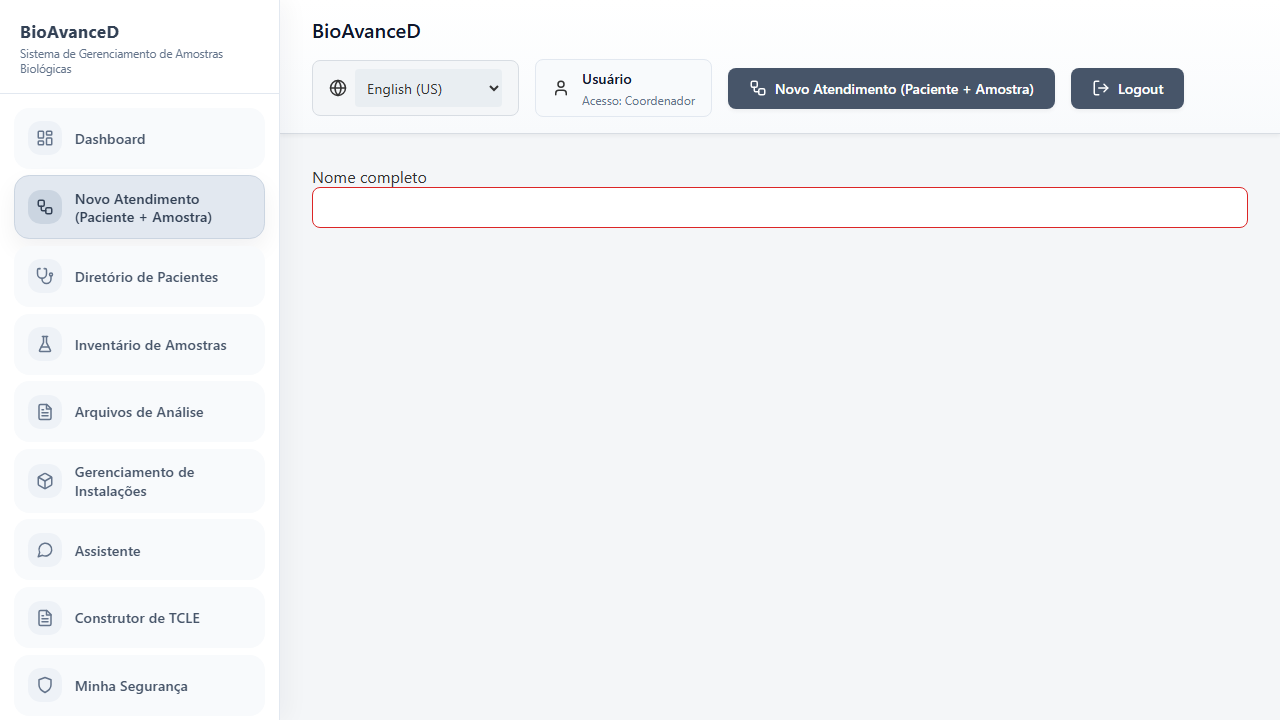 BioAvanceD
Sistema de Gerenciamento de Amostras
Biológicas
Dashboard
Novo Atendimento
(Paciente + Amostra)
Diretório de Pacientes
Inventário de Amostras
Arquivos de Análise
Gerenciamento de
Instalações
Assistente
Construtor de TCLE
Minha Segurança
BioAvanceD
English (US)
Usuário
Acesso: Coordenador
Novo Atendimento (Paciente + Amostra)
Logout
Nome completo